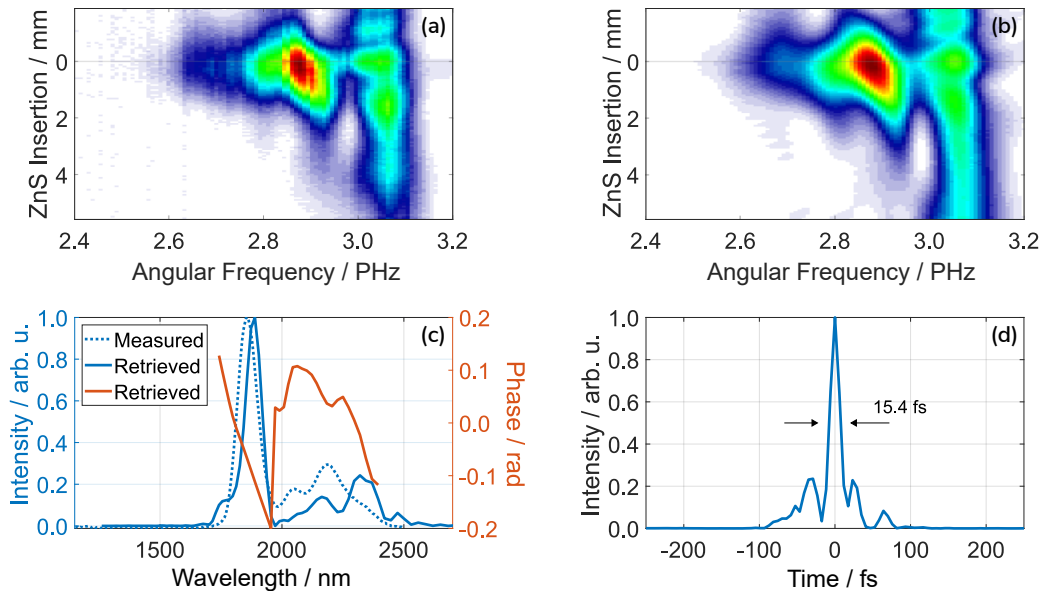 (a)
ZnS Insertion / mm
0
2
4
2.4 2.6 2.8 3.0 3.2
Angular Frequency / PHz
(b)
ZnS Insertion / mm
0
2
4
2.4 2.6 2.8 3.0 3.2
Angular Frequency / PHz
(c)
Intensity / arb. u.
1.0
0.8
0.6
0.4
0.2
0.0
Measured
Retrieved
Retrieved
0.2
0.1
0.0
-0.1
-0.2
Phase / rad
1500 2000 2500
Wavelength / nm
(d)
Intensity / arb. u.
1.0
0.8
0.6
0.4
0.2
0.0
15.4 fs
-200 -100 0 100 200
Time / fs